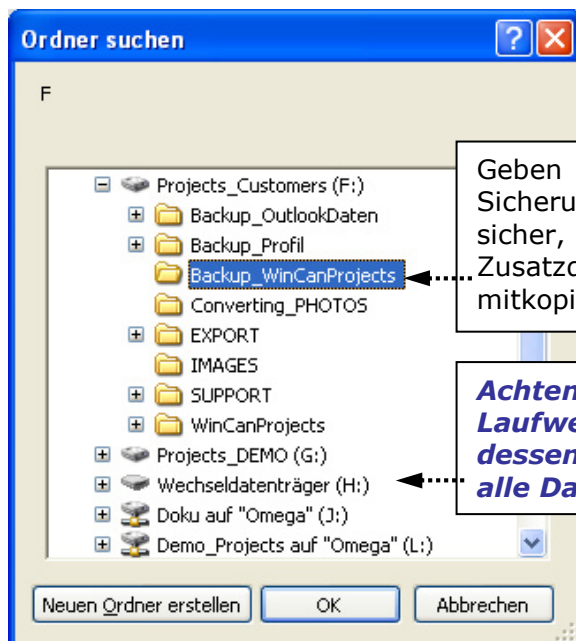 Ordner suchen
F
Projects_Customers (F:)
Backup_OutlookDaten
Backup_Profil
Backup_WinCanProjects
Converting_PHOTOS
EXPORT
IMAGES
SUPPORT
WinCanProjects
Projects_DEMO (G:)
Wechseldatenträger (H:)
Doku auf "Omega" (J:)
Demo_Projects auf "Omega" (L:)
Neuen Ordner erstellen
OK
Abbrechen
Geben
Sicheru
sicher,
Zusatzd
mitkopi
Achten
Laufwe
dessen
alle Da